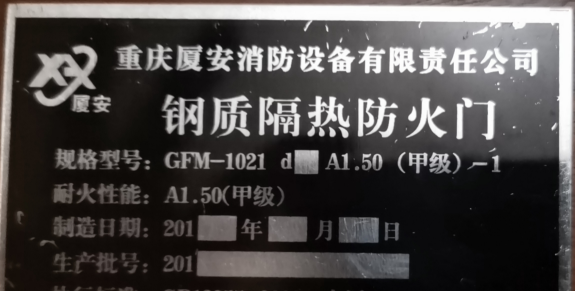 重庆厦安消防设备有限责任公司
厦安
钢质隔热防火门
规格型号：GFM-1021 d A1.50（甲级）-1
耐火性能：A1.50(甲级)
制造日期：201 年 月 日
生产批号：201